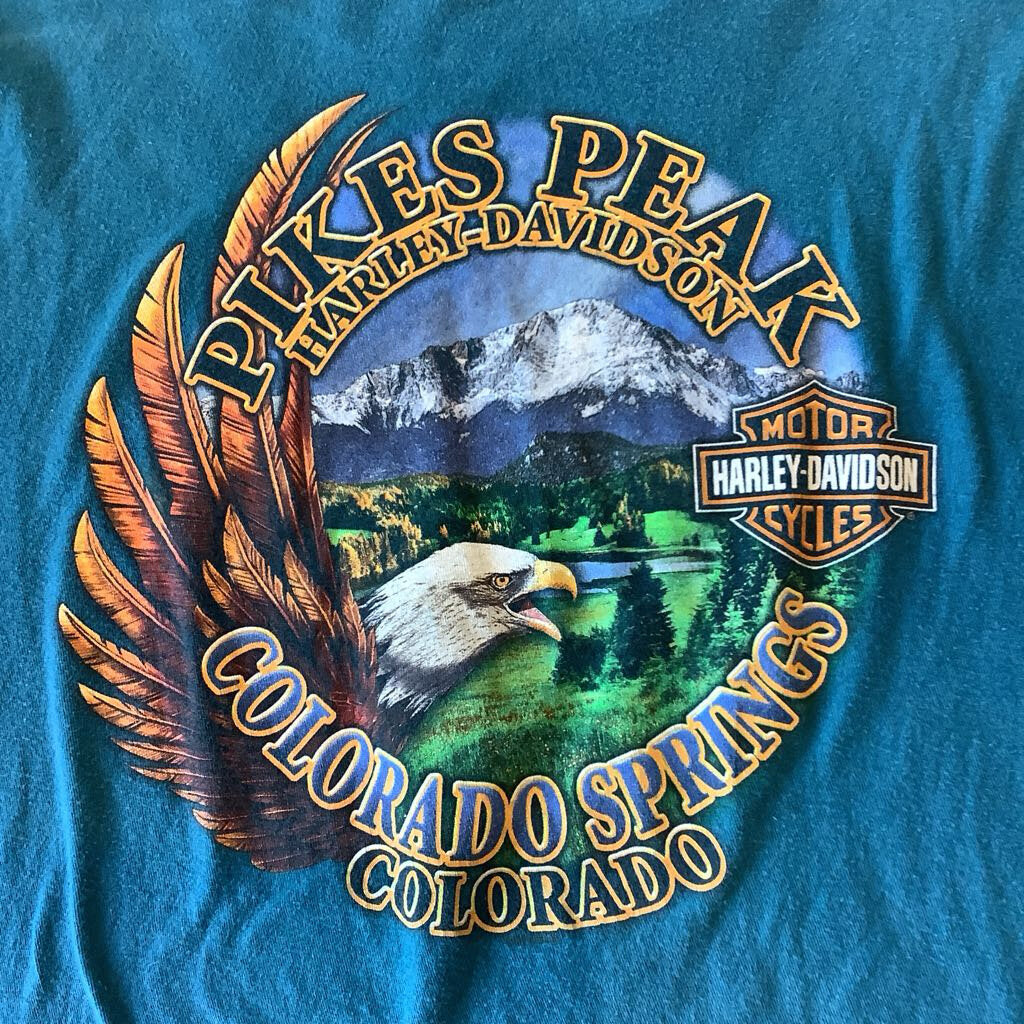 PIKES PEAK
HARLEY-DAVIDSON
MOTOR
HARLEY-DAVIDSON
CYCLES
COLORADO SPRINGS
COLORADO